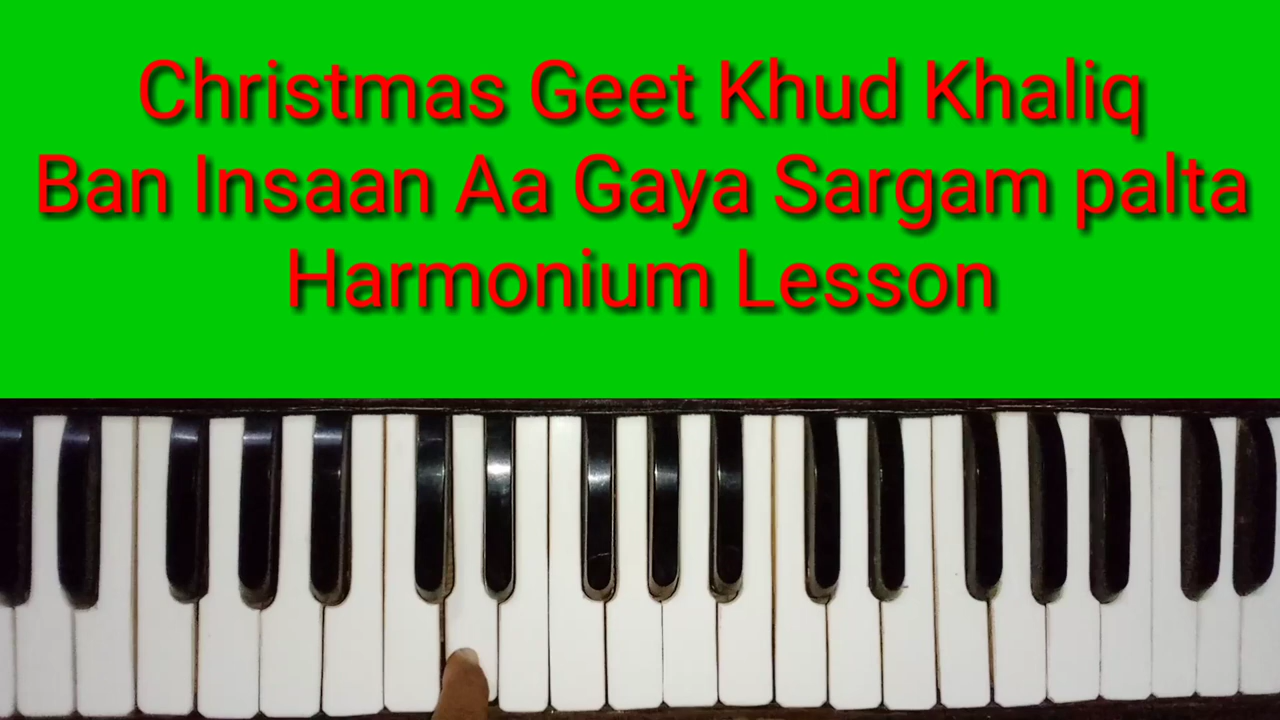 Christmas Geet Khud Khaliq
Ban Insaan Aa Gaya Sargam palta
Harmonium Lesson